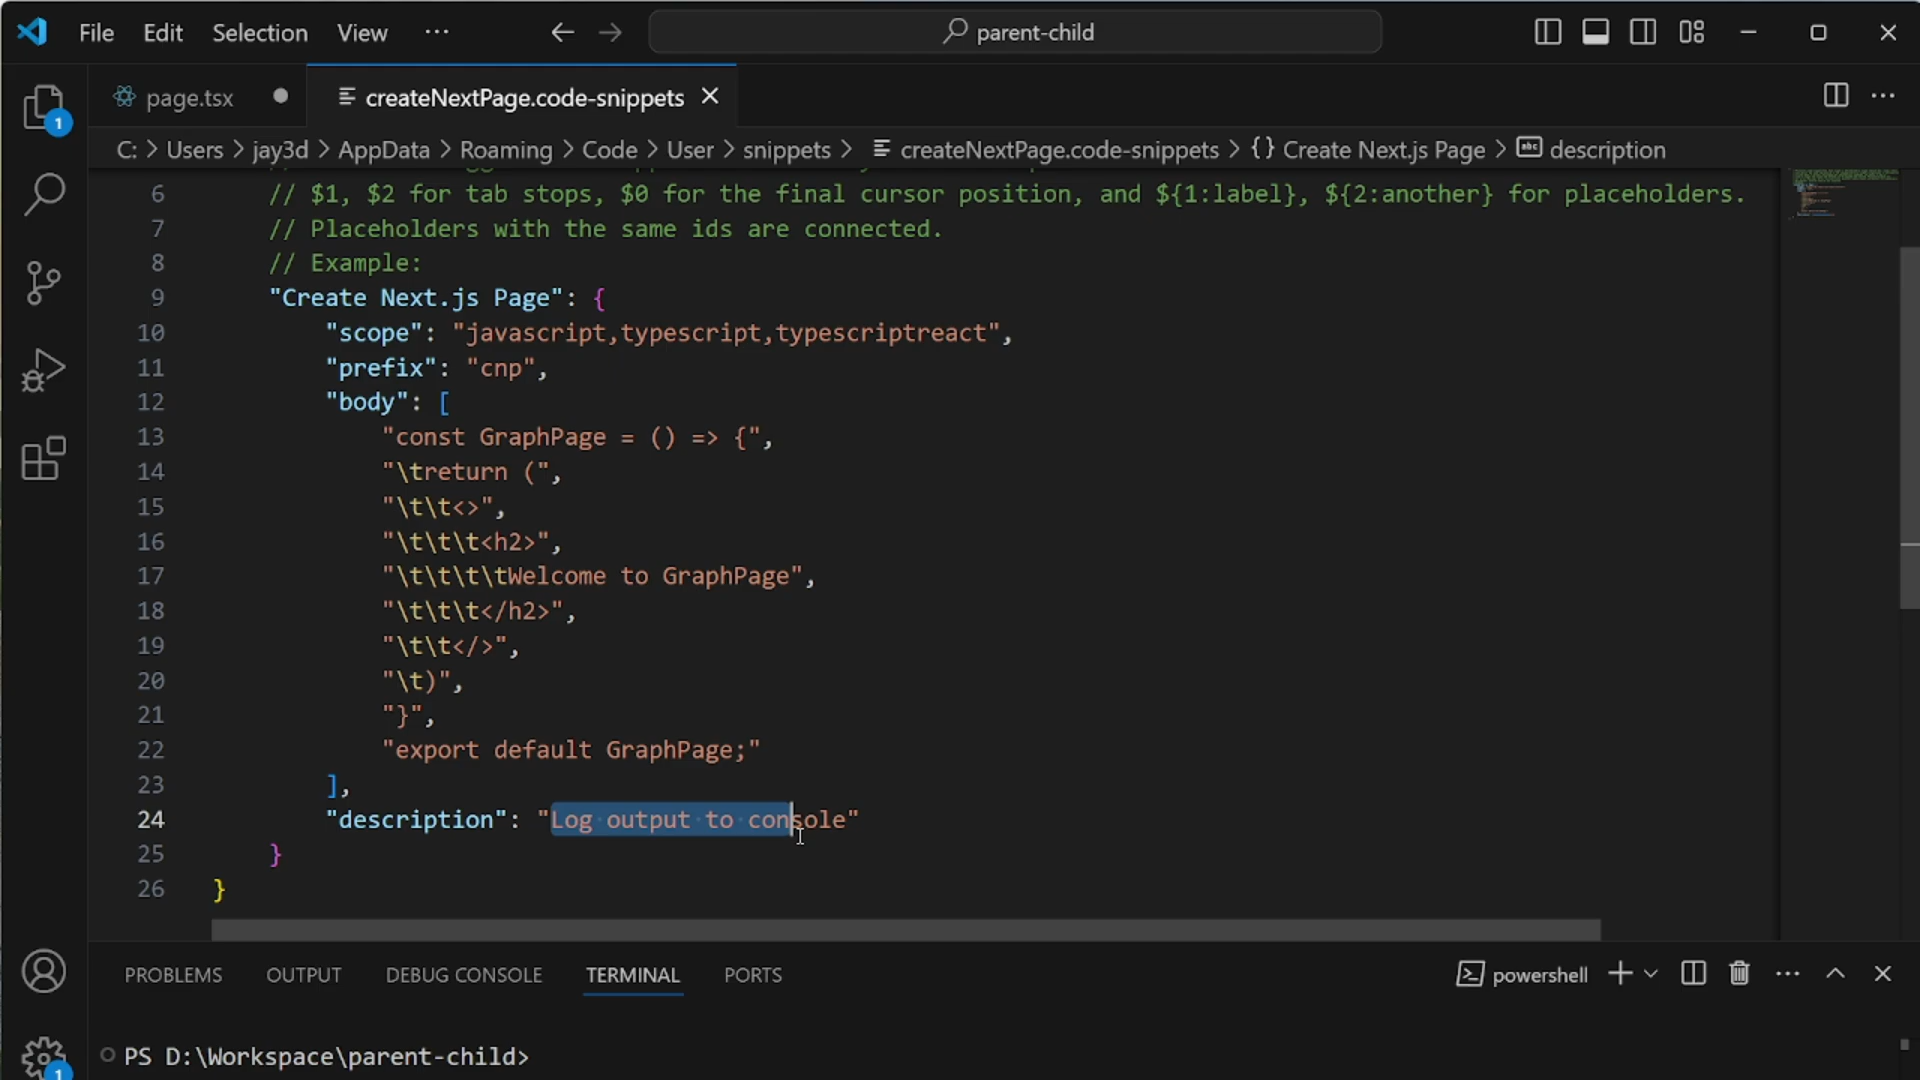 File Edit Selection View ··· parent-child
page.tsx createNextPage.code-snippets
C: > Users > jay3d > AppData > Roaming > Code > User > snippets > createNextPage.code-snippets > {} Create Next.js Page > abc description
6 // $1, $2 for tab stops, $0 for the final cursor position, and ${1:label}, ${2:another} for placeholders.
7 // Placeholders with the same ids are connected.
8 // Example:
9 "Create Next.js Page": {
10 "scope": "javascript,typescript,typescriptreact",
11 "prefix": "cnp",
12 "body": [
13 "const GraphPage = () => {",
14 "\treturn (",
15 "\t\t<>",
16 "\t\t\t<h2>",
17 "\t\t\t\tWelcome to GraphPage",
18 "\t\t\t</h2>",
19 "\t\t</>",
20 "\t)",
21 "}",
22 "export default GraphPage;"
23 ],
24 "description": "Log output to console"
25 }
26 }
PROBLEMS OUTPUT DEBUG CONSOLE TERMINAL PORTS powershell
PS D:\Workspace\parent-child>
1
1